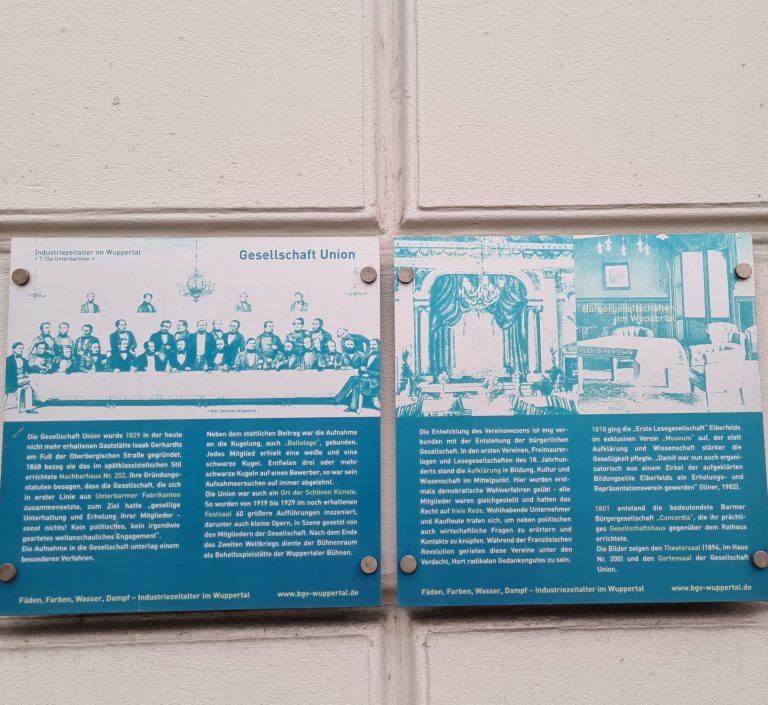 Industriezeitalter im Wuppertal
• 7.15a Unterbarmen •
Gesellschaft Union
• Hist. Zentrum Wuppertal •
Die Gesellschaft Union wurde 1829 in der heute
nicht mehr erhaltenen Gaststätte Isaak Gerhardts
am Fuß der Oberbergischen Straße gegründet.
1868 bezog sie das im spätklassizistischen Stil
errichtete Nachbarhaus Nr. 202. Ihre Gründungs-
statuten besagen, dass die Gesellschaft, die sich
in erster Linie aus Unterbarmer Fabrikanten
zusammensetzte, zum Ziel hatte „gesellige
Unterhaltung und Erholung ihrer Mitglieder -
sonst nichts! Kein politisches, kein irgendwie
geartetes weltanschauliches Engagement“.
Die Aufnahme in die Gesellschaft unterlag einem
besonderen Verfahren.
Neben dem stattlichen Beitrag war die Aufnahme
an die Kugelung, auch „Ballotage“, gebunden.
Jedes Mitglied erhielt eine weiße und eine
schwarze Kugel. Entfielen drei oder mehr
schwarze Kugeln auf einen Bewerber, so war sein
Aufnahmeersuchen auf immer abgelehnt.
Die Union war auch ein Ort der Schönen Künste.
So wurden von 1919 bis 1929 im noch erhaltenen
Festsaal 60 größere Aufführungen inszeniert,
darunter auch kleine Opern, in Szene gesetzt von
den Mitgliedern der Gesellschaft. Nach dem Ende
des Zweiten Weltkriegs diente der Bühnenraum
als Behelfsspielstätte der Wuppertaler Bühnen.
Fäden, Farben, Wasser, Dampf – Industriezeitalter im Wuppertal
www.bgv-wuppertal.de
Bürgergesellschaften
im Wuppertal
Die Entwicklung des Vereinswesens ist eng ver-
bunden mit der Entstehung der bürgerlichen
Gesellschaft. In den ersten Vereinen, Freimaurer-
logen und Lesegesellschaften des 18. Jahrhun-
derts stand die Aufklärung in Bildung, Kultur und
Wissenschaft im Mittelpunkt. Hier wurden erst-
mals demokratische Wahlverfahren geübt - alle
Mitglieder waren gleichgestellt und hatten das
Recht auf freie Rede. Wohlhabende Unternehmer
und Kaufleute trafen sich, um neben politischen
auch wirtschaftliche Fragen zu erörtern und
Kontakte zu knüpfen. Während der Französischen
Revolution gerieten diese Vereine unter den
Verdacht, Hort radikalen Gedankengutes zu sein.
1818 ging die „Erste Lesegesellschaft“ Elberfelds
im exklusiven Verein „Museum“ auf, der statt
Aufklärung und Wissenschaft stärker die
Geselligkeit pflegte. „Damit war nun auch organi-
satorisch aus einem Zirkel der aufgeklärten
Bildungselite Elberfelds ein Erholungs- und
Repräsentationsverein geworden“ (Illner, 1982).
1801 entstand die bedeutendste Barmer
Bürgergesellschaft „Concordia“, die ihr prächti-
ges Gesellschaftshaus gegenüber dem Rathaus
errichtete.
Die Bilder zeigen den Theatersaal (1894, im Haus
Nr. 200) und den Gartensaal der Gesellschaft
Union.
Fäden, Farben, Wasser, Dampf – Industriezeitalter im Wuppertal
www.bgv-wuppertal.de